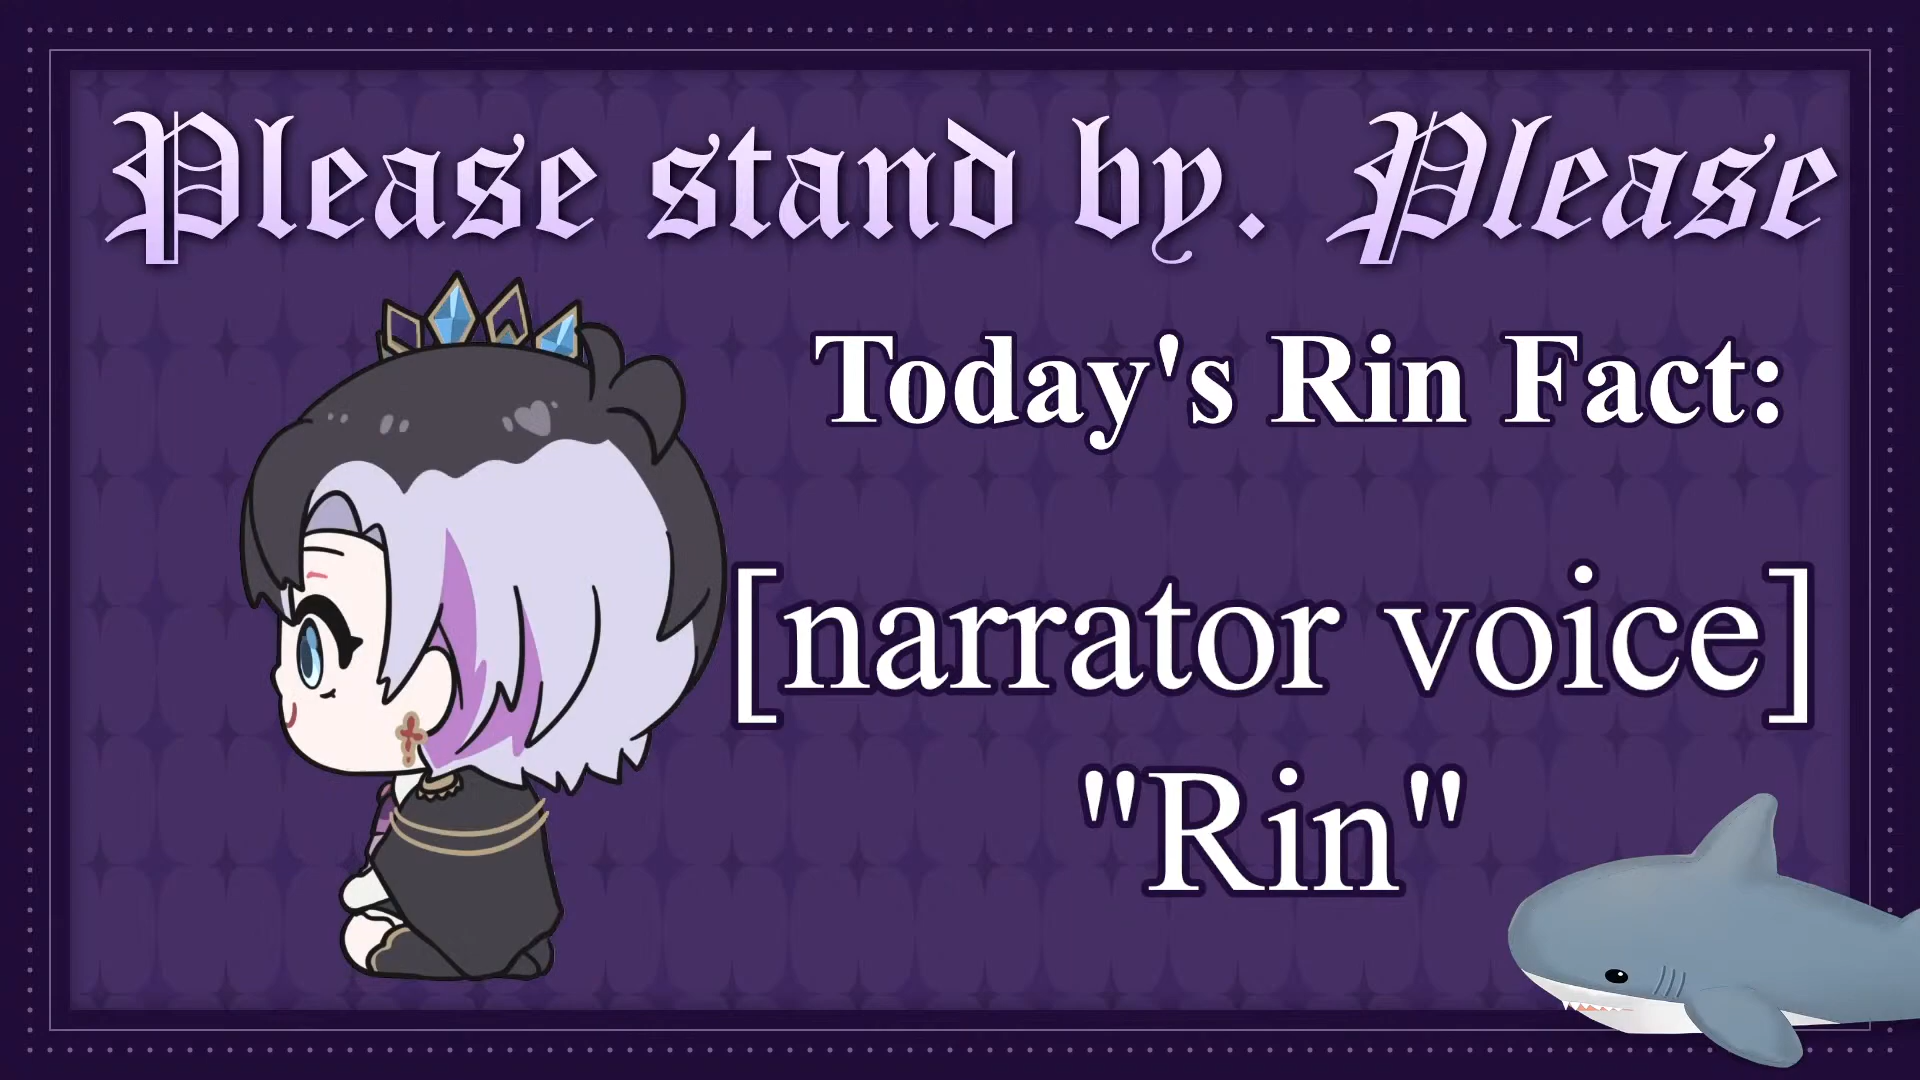 Please stand by. Please
Today's Rin Fact:
[narrator voice]
"Rin"